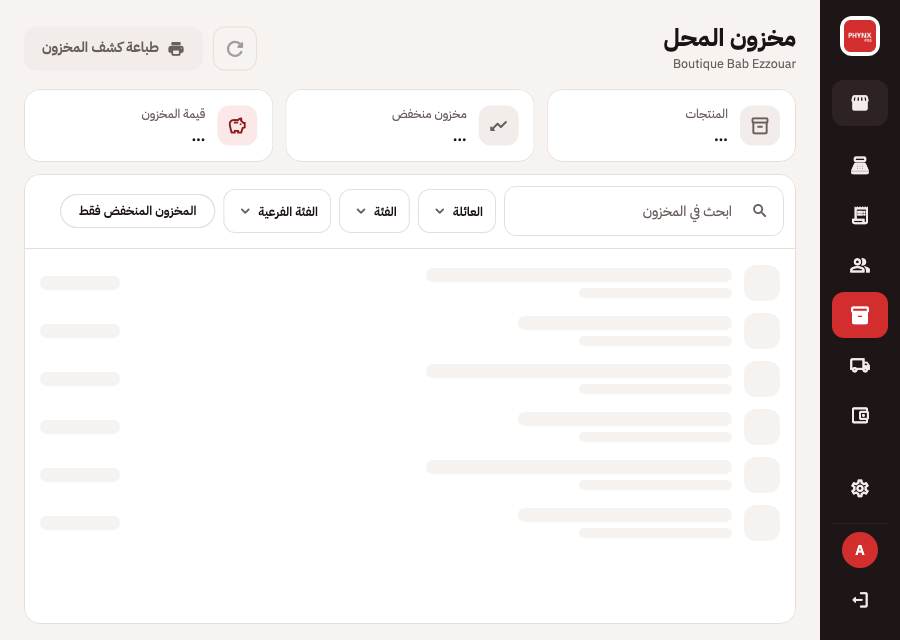 PHYNX
POS
مخزون المحل
Boutique Bab Ezzouar
طباعة كشف المخزون
المنتجات
...
مخزون منخفض
...
قيمة المخزون
...
ابحث في المخزون
العائلة
الفئة
الفئة الفرعية
المخزون المنخفض فقط
A